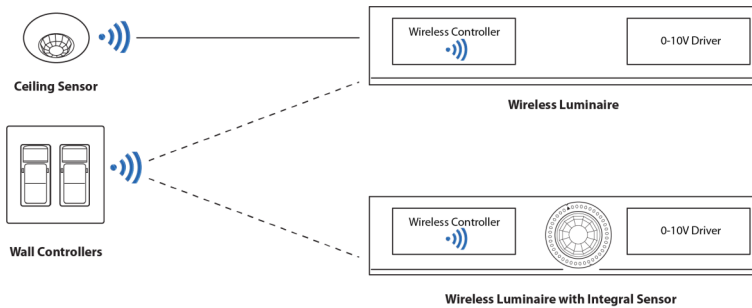 Wireless Controller
0-10V Driver
Ceiling Sensor
Wireless Luminaire
Wireless Controller
0-10V Driver
Wall Controllers
Wireless Luminaire with Integral Sensor